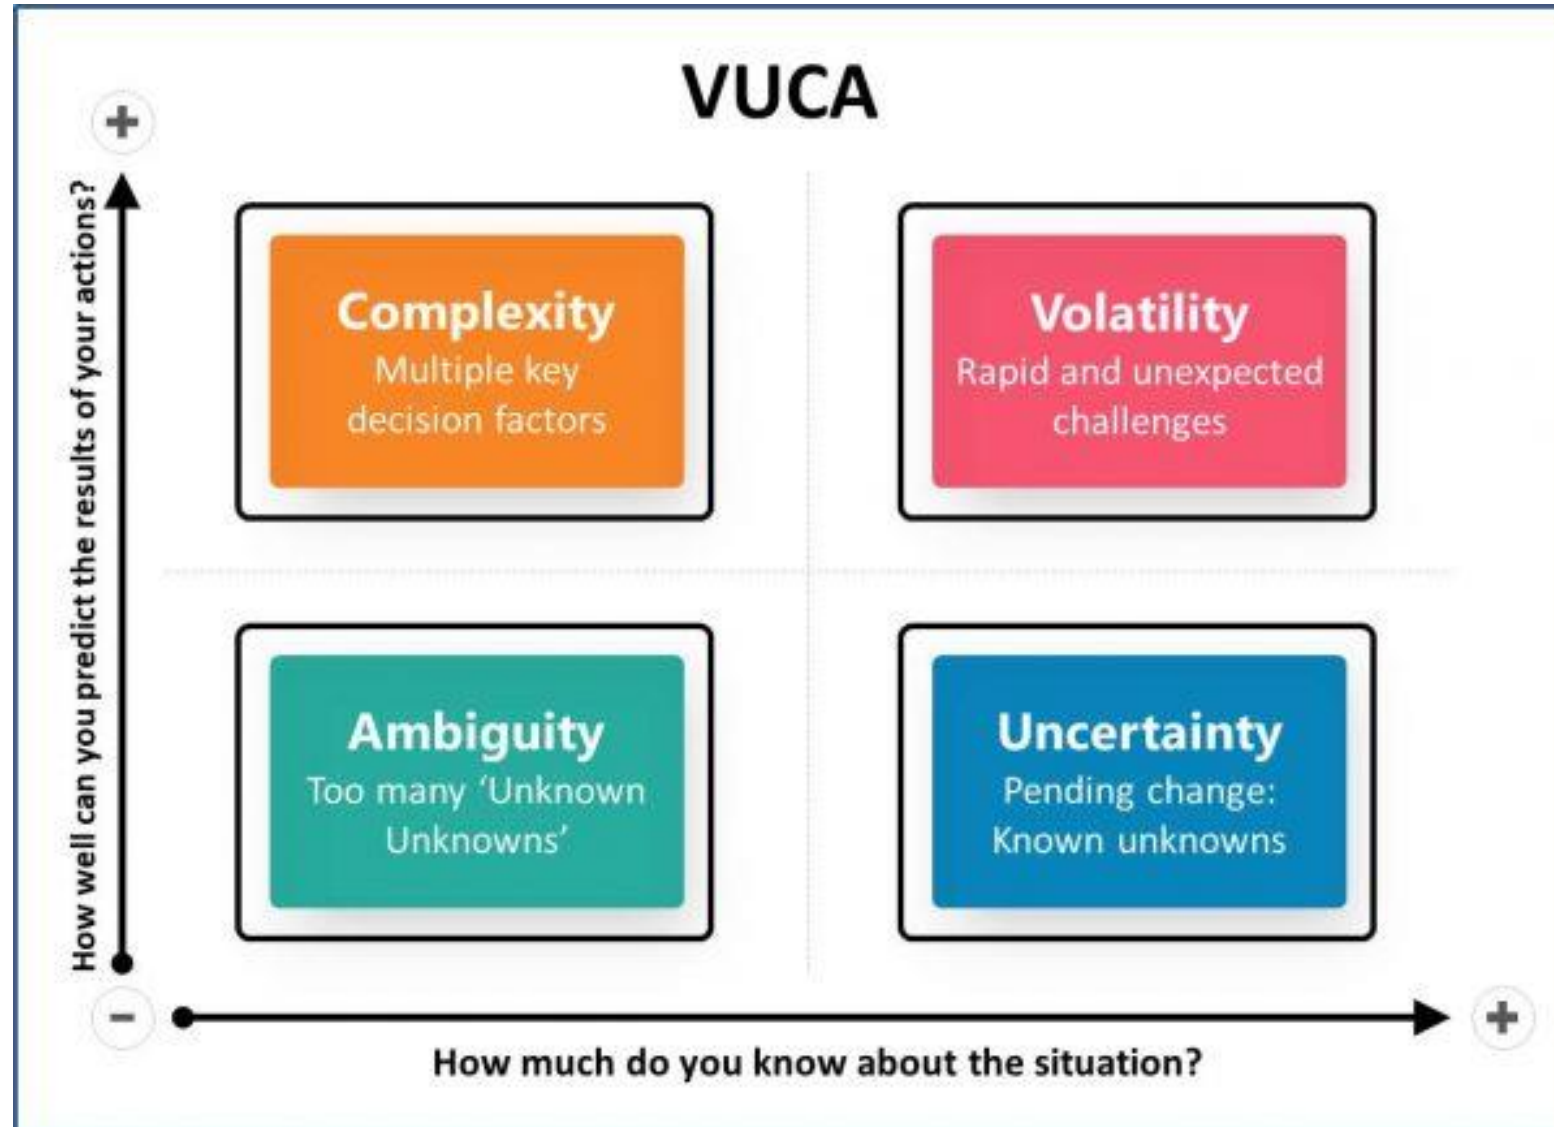 VUCA
How well can you predict the results of your actions?
Complexity
Multiple key
decision factors
Volatility
Rapid and unexpected
challenges
Ambiguity
Too many ‘Unknown
Unknowns’
Uncertainty
Pending change:
Known unknowns
How much do you know about the situation?